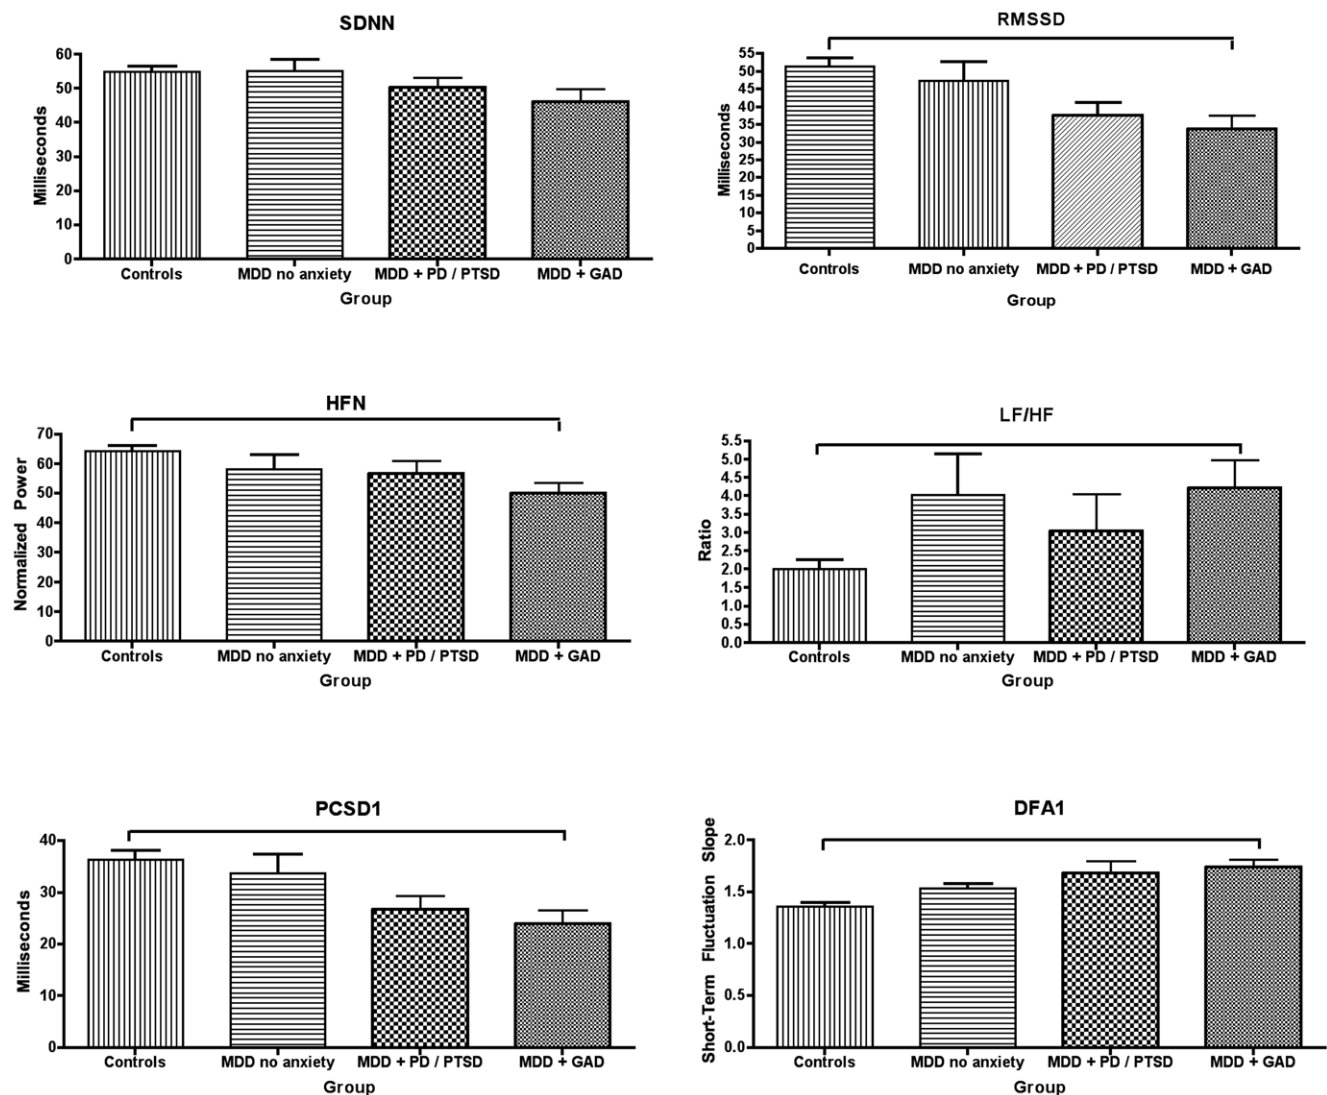 SDNN
Milliseconds
60
50
40
30
20
10
0
Controls MDD no anxiety MDD + PD / PTSD MDD + GAD
Group
RMSSD
Milliseconds
55
50
45
40
35
30
25
20
15
10
5
0
Controls MDD no anxiety MDD + PD / PTSD MDD + GAD
Group
HFN
Normalized Power
70
60
50
40
30
20
10
0
Controls MDD no anxiety MDD + PD / PTSD MDD + GAD
Group
LF/HF
Ratio
5.5
5.0
4.5
4.0
3.5
3.0
2.5
2.0
1.5
1.0
0.5
0.0
Controls MDD no anxiety MDD + PD / PTSD MDD + GAD
Group
PCSD1
Milliseconds
40
30
20
10
0
Controls MDD no anxiety MDD + PD / PTSD MDD + GAD
Group
DFA1
Short-Term Fluctuation Slope
2.0
1.5
1.0
0.5
0.0
Controls MDD no anxiety MDD + PD / PTSD MDD + GAD
Group